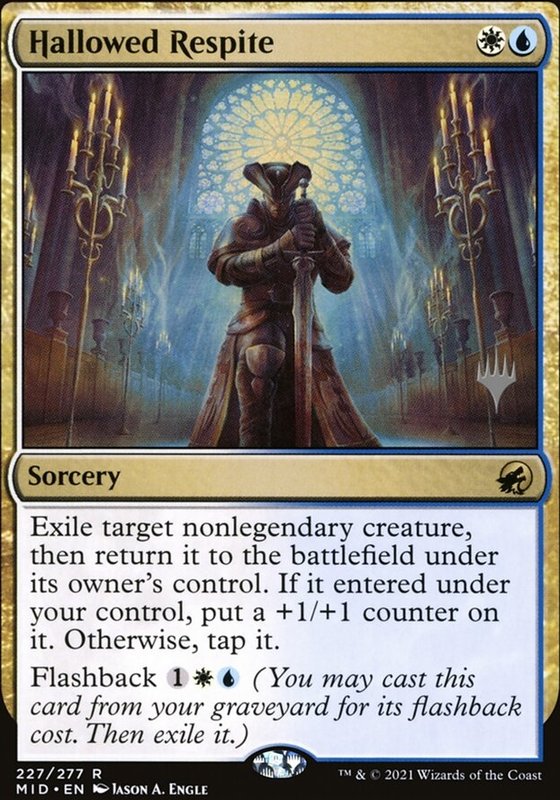 Hallowed Respite
Sorcery
Exile target nonlegendary creature,
then return it to the battlefield under
its owner's control. If it entered under
your control, put a +1/+1 counter on
it. Otherwise, tap it.
Flashback 1 (You may cast this
card from your graveyard for its flashback
cost. Then exile it.)
227/277 R
MID • EN Jason A. Engle
™ & © 2021 Wizards of the Coast